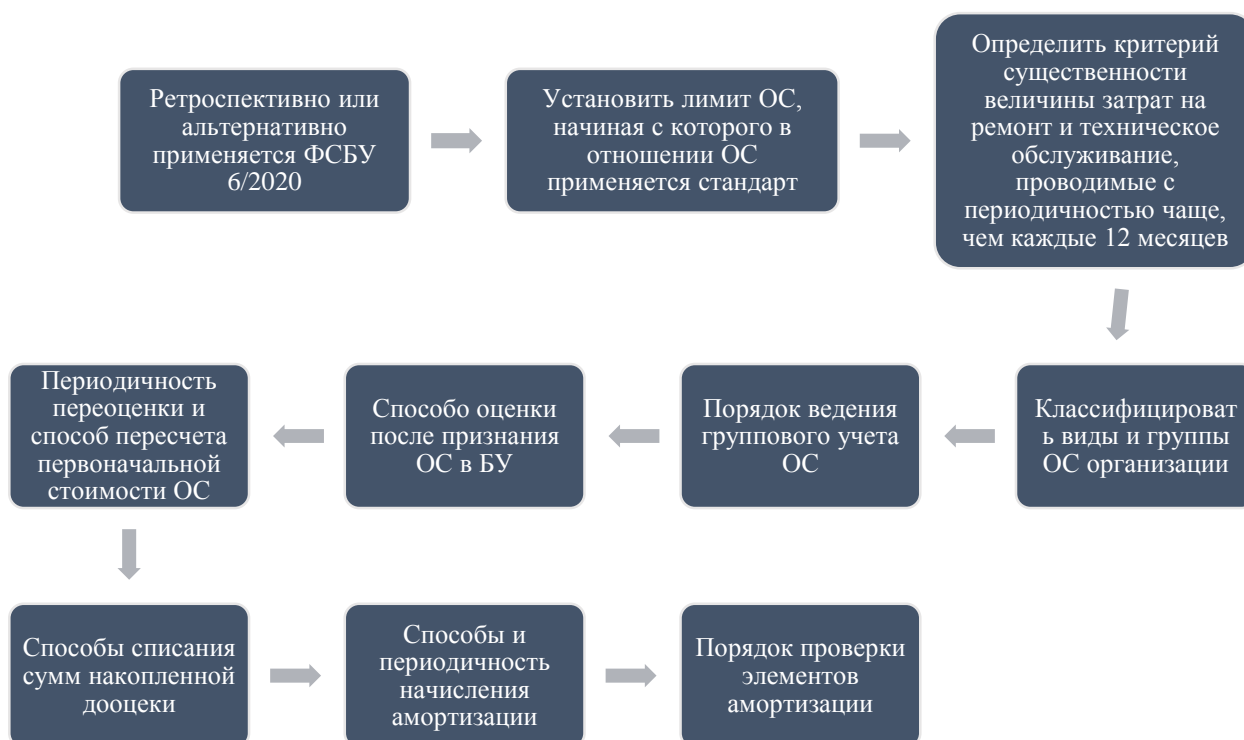 Ретроспективно или
альтернативно
применяется ФСБУ
6/2020
Установить лимит ОС,
начиная с которого в
отношении ОС
применяется стандарт
Определить критерий
существенности
величины затрат на
ремонт и техническое
обслуживание,
проводимые с
периодичностью чаще,
чем каждые 12 месяцев
Классифицироват
ь виды и группы
ОС организации
Порядок ведения
группового учета
ОС
Способо оценки
после признания
ОС в БУ
Периодичность
переоценки и
способ пересчета
первоначальной
стоимости ОС
Способы списания
сумм накопленной
дооцеки
Способы и
периодичность
начисления
амортизации
Порядок проверки
элементов
амортизации